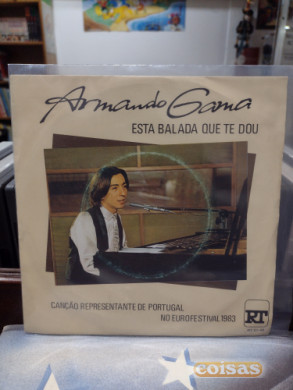 Armando Gama
ESTA BALADA QUE TE DOU
CANÇÃO REPRESENTANTE DE PORTUGAL
NO EUROFESTIVAL 1983
RT
coisas